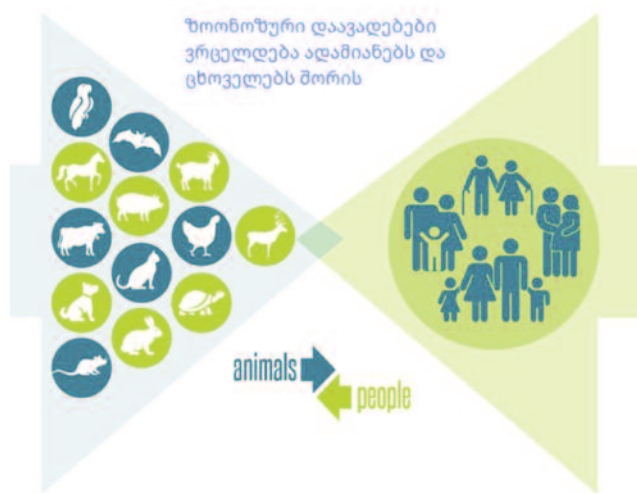 ზოონოზური დაავადებები
ვრცელდება ადამიანებს და
ცხოველებს შორის
animals
people